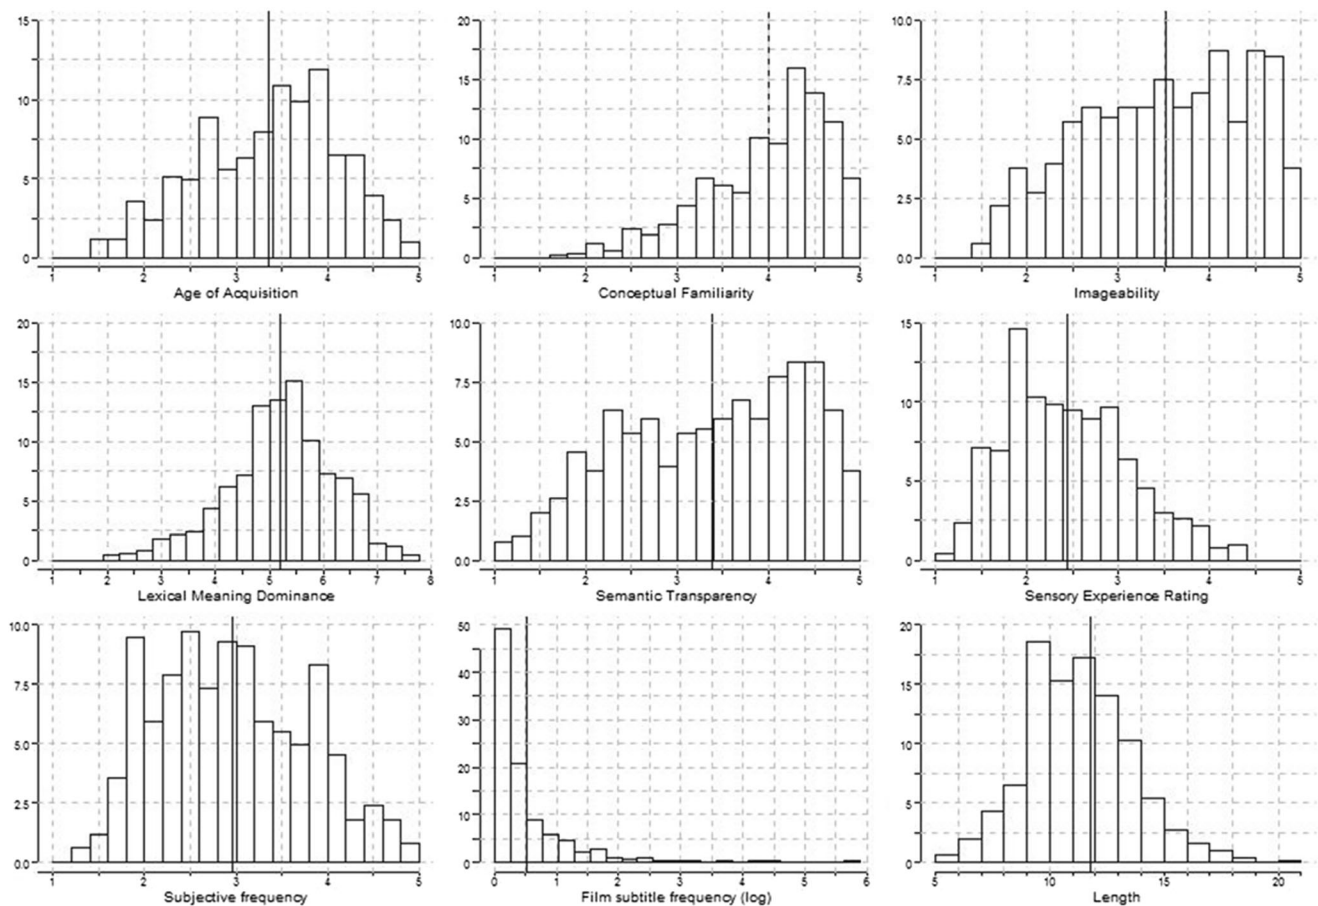 15
10
5
0
1 2 3 4 5
Age of Acquisition
20
15
10
5
0
1 2 3 4 5
Conceptual Familiarity
10.0
7.5
5.0
2.5
0.0
1 2 3 4 5
Imageability
20
15
10
5
0
1 2 3 4 5 6 7 8
Lexical Meaning Dominance
10.0
7.5
5.0
2.5
0.0
1 2 3 4 5
Semantic Transparency
15
10
5
0
1 2 3 4 5
Sensory Experience Rating
10.0
7.5
5.0
2.5
0.0
1 2 3 4 5
Subjective frequency
50
40
30
20
10
0
0 1 2 3 4 5 6
Film subtitle frequency (log)
20
15
10
5
0
5 10 15 20
Length